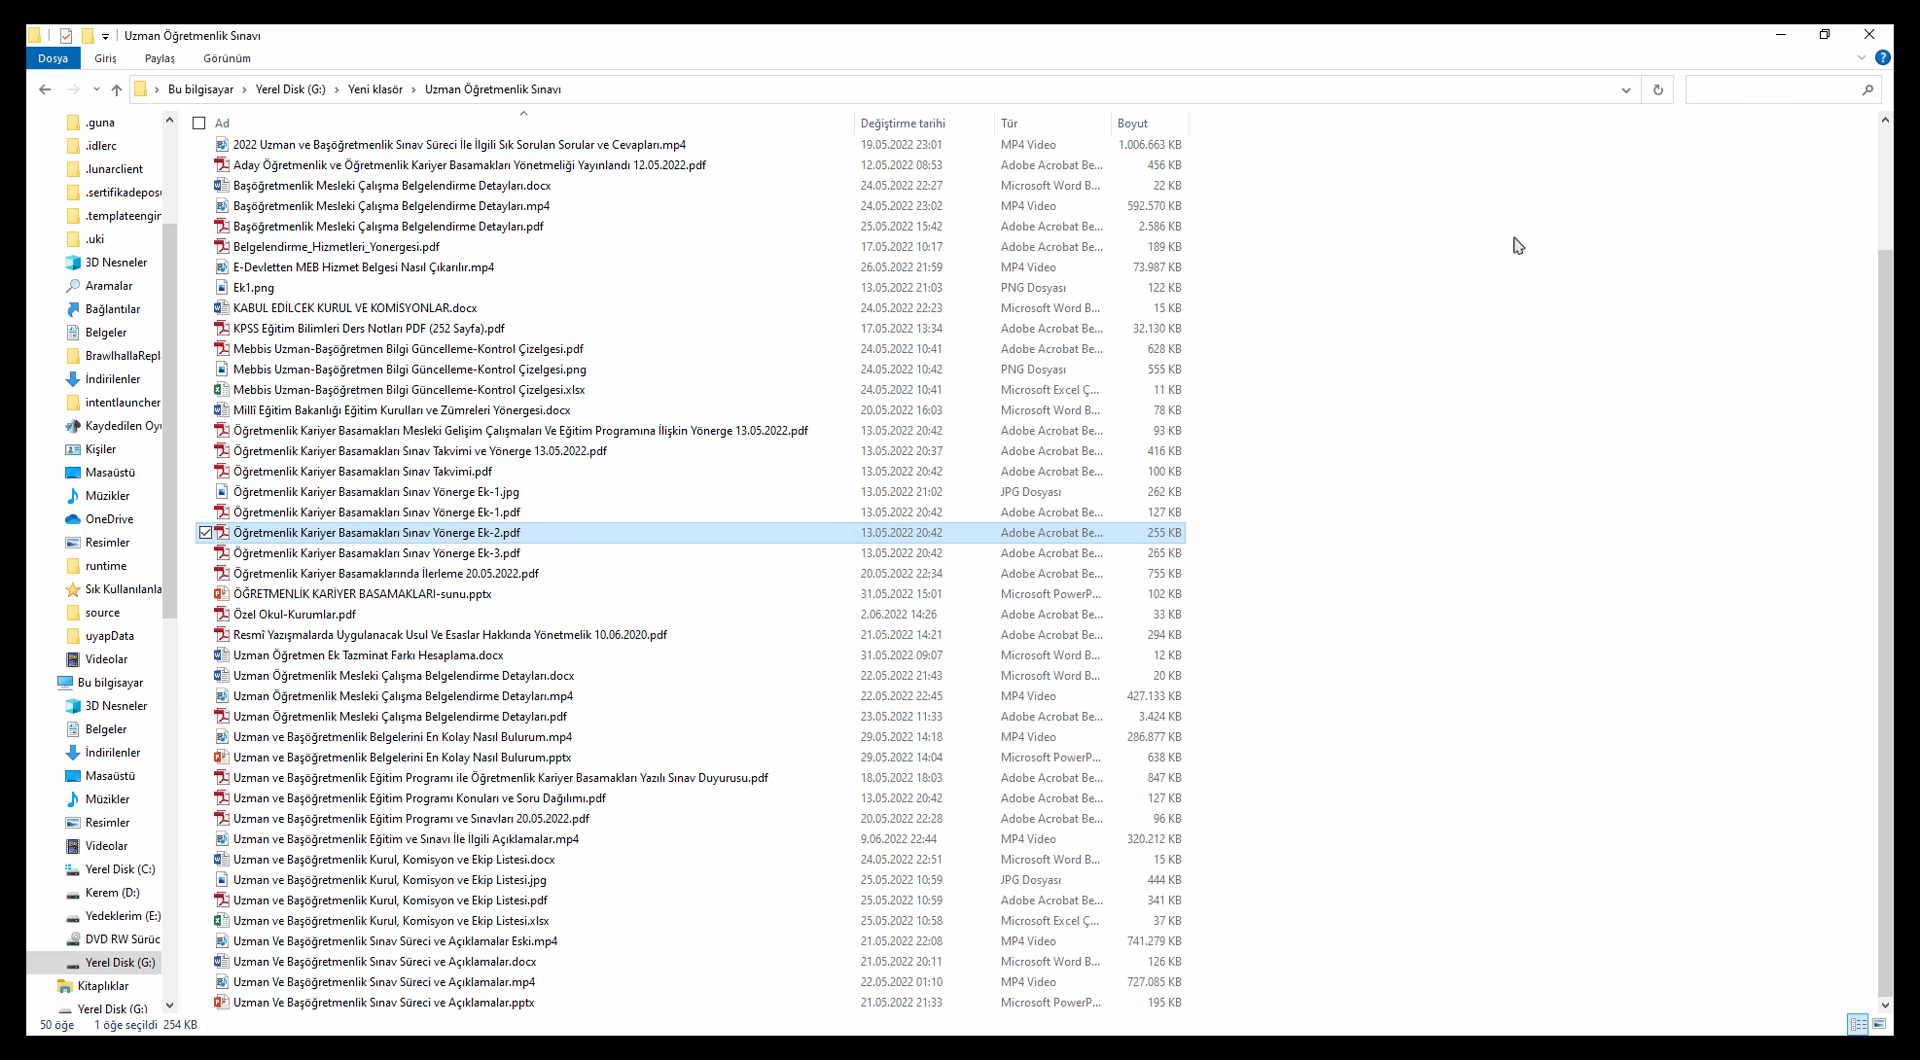 Uzman Öğretmenlik Sınavı
Dosya Giriş Paylaş Görünüm
Bu bilgisayar Yerel Disk (G:) Yeni klasör Uzman Öğretmenlik Sınavı
.guna
.idlerc
.lunarclient
.sertifikadeposu
.templateengin
.uki
3D Nesneler
Aramalar
Bağlantılar
Belgeler
BrawlhallaRepl
İndirilenler
intentlauncher
Kaydedilen Oyu
Kişiler
Masaüstü
Müzikler
OneDrive
Resimler
runtime
Sık Kullanılanla
source
uyapData
Videolar
Bu bilgisayar
3D Nesneler
Belgeler
İndirilenler
Masaüstü
Müzikler
Resimler
Videolar
Yerel Disk (C:)
Kerem (D:)
Yedeklerim (E:)
DVD RW Sürüc
Yerel Disk (G:)
Kitaplıklar
Yerel Disk (G:)
Ad Değiştirme tarihi Tür Boyut
2022 Uzman ve Başöğretmenlik Sınav Süreci İle İlgili Sık Sorulan Sorular ve Cevapları.mp4 19.05.2022 23:01 MP4 Video 1.006.663 KB
Aday Öğretmenlik ve Öğretmenlik Kariyer Basamakları Yönetmeliği Yayınlandı 12.05.2022.pdf 12.05.2022 08:53 Adobe Acrobat Be... 456 KB
Başöğretmenlik Mesleki Çalışma Belgelendirme Detayları.docx 24.05.2022 22:27 Microsoft Word B... 22 KB
Başöğretmenlik Mesleki Çalışma Belgelendirme Detayları.mp4 24.05.2022 23:02 MP4 Video 592.570 KB
Başöğretmenlik Mesleki Çalışma Belgelendirme Detayları.pdf 25.05.2022 15:42 Adobe Acrobat Be... 2.586 KB
Belgelendirme_Hizmetleri_Yonergesi.pdf 17.05.2022 10:17 Adobe Acrobat Be... 189 KB
E-Devletten MEB Hizmet Belgesi Nasıl Çıkarılır.mp4 26.05.2022 21:59 MP4 Video 73.987 KB
Ek1.png 13.05.2022 21:03 PNG Dosyası 122 KB
KABUL EDİLCEK KURUL VE KOMİSYONLAR.docx 24.05.2022 22:23 Microsoft Word B... 15 KB
KPSS Eğitim Bilimleri Ders Notları PDF (252 Sayfa).pdf 17.05.2022 13:34 Adobe Acrobat Be... 32.130 KB
Mebbis Uzman-Başöğretmen Bilgi Güncelleme-Kontrol Çizelgesi.pdf 24.05.2022 10:41 Adobe Acrobat Be... 628 KB
Mebbis Uzman-Başöğretmen Bilgi Güncelleme-Kontrol Çizelgesi.png 24.05.2022 10:42 PNG Dosyası 555 KB
Mebbis Uzman-Başöğretmen Bilgi Güncelleme-Kontrol Çizelgesi.xlsx 24.05.2022 10:41 Microsoft Excel Ç... 11 KB
Millî Eğitim Bakanlığı Eğitim Kurulları ve Zümreleri Yönergesi.docx 20.05.2022 16:03 Microsoft Word B... 78 KB
Öğretmenlik Kariyer Basamakları Mesleki Gelişim Çalışmaları Ve Eğitim Programına İlişkin Yönerge 13.05.2022.pdf 13.05.2022 20:42 Adobe Acrobat Be... 93 KB
Öğretmenlik Kariyer Basamakları Sınav Takvimi ve Yönerge 13.05.2022.pdf 13.05.2022 20:37 Adobe Acrobat Be... 416 KB
Öğretmenlik Kariyer Basamakları Sınav Takvimi.pdf 13.05.2022 20:42 Adobe Acrobat Be... 100 KB
Öğretmenlik Kariyer Basamakları Sınav Yönerge Ek-1.jpg 13.05.2022 21:02 JPG Dosyası 262 KB
Öğretmenlik Kariyer Basamakları Sınav Yönerge Ek-1.pdf 13.05.2022 20:42 Adobe Acrobat Be... 127 KB
Öğretmenlik Kariyer Basamakları Sınav Yönerge Ek-2.pdf 13.05.2022 20:42 Adobe Acrobat Be... 255 KB
Öğretmenlik Kariyer Basamakları Sınav Yönerge Ek-3.pdf 13.05.2022 20:42 Adobe Acrobat Be... 265 KB
Öğretmenlik Kariyer Basamaklarında İlerleme 20.05.2022.pdf 20.05.2022 22:34 Adobe Acrobat Be... 755 KB
ÖĞRETMENLİK KARİYER BASAMAKLARI-sunu.pptx 31.05.2022 15:01 Microsoft PowerP... 102 KB
Özel Okul-Kurumlar.pdf 2.06.2022 14:26 Adobe Acrobat Be... 33 KB
Resmî Yazışmalarda Uygulanacak Usul Ve Esaslar Hakkında Yönetmelik 10.06.2020.pdf 21.05.2022 14:21 Adobe Acrobat Be... 294 KB
Uzman Öğretmen Ek Tazminat Farkı Hesaplama.docx 31.05.2022 09:07 Microsoft Word B... 12 KB
Uzman Öğretmenlik Mesleki Çalışma Belgelendirme Detayları.docx 22.05.2022 21:43 Microsoft Word B... 20 KB
Uzman Öğretmenlik Mesleki Çalışma Belgelendirme Detayları.mp4 22.05.2022 22:45 MP4 Video 427.133 KB
Uzman Öğretmenlik Mesleki Çalışma Belgelendirme Detayları.pdf 23.05.2022 11:33 Adobe Acrobat Be... 3.424 KB
Uzman ve Başöğretmenlik Belgelerini En Kolay Nasıl Bulurum.mp4 29.05.2022 14:18 MP4 Video 286.877 KB
Uzman ve Başöğretmenlik Belgelerini En Kolay Nasıl Bulurum.pptx 29.05.2022 14:04 Microsoft PowerP... 638 KB
Uzman ve Başöğretmenlik Eğitim Programı ile Öğretmenlik Kariyer Basamakları Yazılı Sınav Duyurusu.pdf 18.05.2022 18:03 Adobe Acrobat Be... 847 KB
Uzman ve Başöğretmenlik Eğitim Programı Konuları ve Soru Dağılımı.pdf 13.05.2022 20:42 Adobe Acrobat Be... 127 KB
Uzman ve Başöğretmenlik Eğitim Programı ve Sınavları 20.05.2022.pdf 20.05.2022 22:28 Adobe Acrobat Be... 96 KB
Uzman ve Başöğretmenlik Eğitim ve Sınavı İle İlgili Açıklamalar.mp4 9.06.2022 22:44 MP4 Video 320.212 KB
Uzman ve Başöğretmenlik Kurul, Komisyon ve Ekip Listesi.docx 24.05.2022 22:51 Microsoft Word B... 15 KB
Uzman ve Başöğretmenlik Kurul, Komisyon ve Ekip Listesi.jpg 25.05.2022 10:59 JPG Dosyası 444 KB
Uzman ve Başöğretmenlik Kurul, Komisyon ve Ekip Listesi.pdf 25.05.2022 10:59 Adobe Acrobat Be... 341 KB
Uzman ve Başöğretmenlik Kurul, Komisyon ve Ekip Listesi.xlsx 25.05.2022 10:58 Microsoft Excel Ç... 37 KB
Uzman Ve Başöğretmenlik Sınav Süreci ve Açıklamalar Eski.mp4 21.05.2022 22:08 MP4 Video 741.279 KB
Uzman Ve Başöğretmenlik Sınav Süreci ve Açıklamalar.docx 21.05.2022 20:11 Microsoft Word B... 126 KB
Uzman Ve Başöğretmenlik Sınav Süreci ve Açıklamalar.mp4 22.05.2022 01:10 MP4 Video 727.085 KB
Uzman Ve Başöğretmenlik Sınav Süreci ve Açıklamalar.pptx 21.05.2022 21:33 Microsoft PowerP... 195 KB
50 öğe 1 öğe seçildi 254 KB